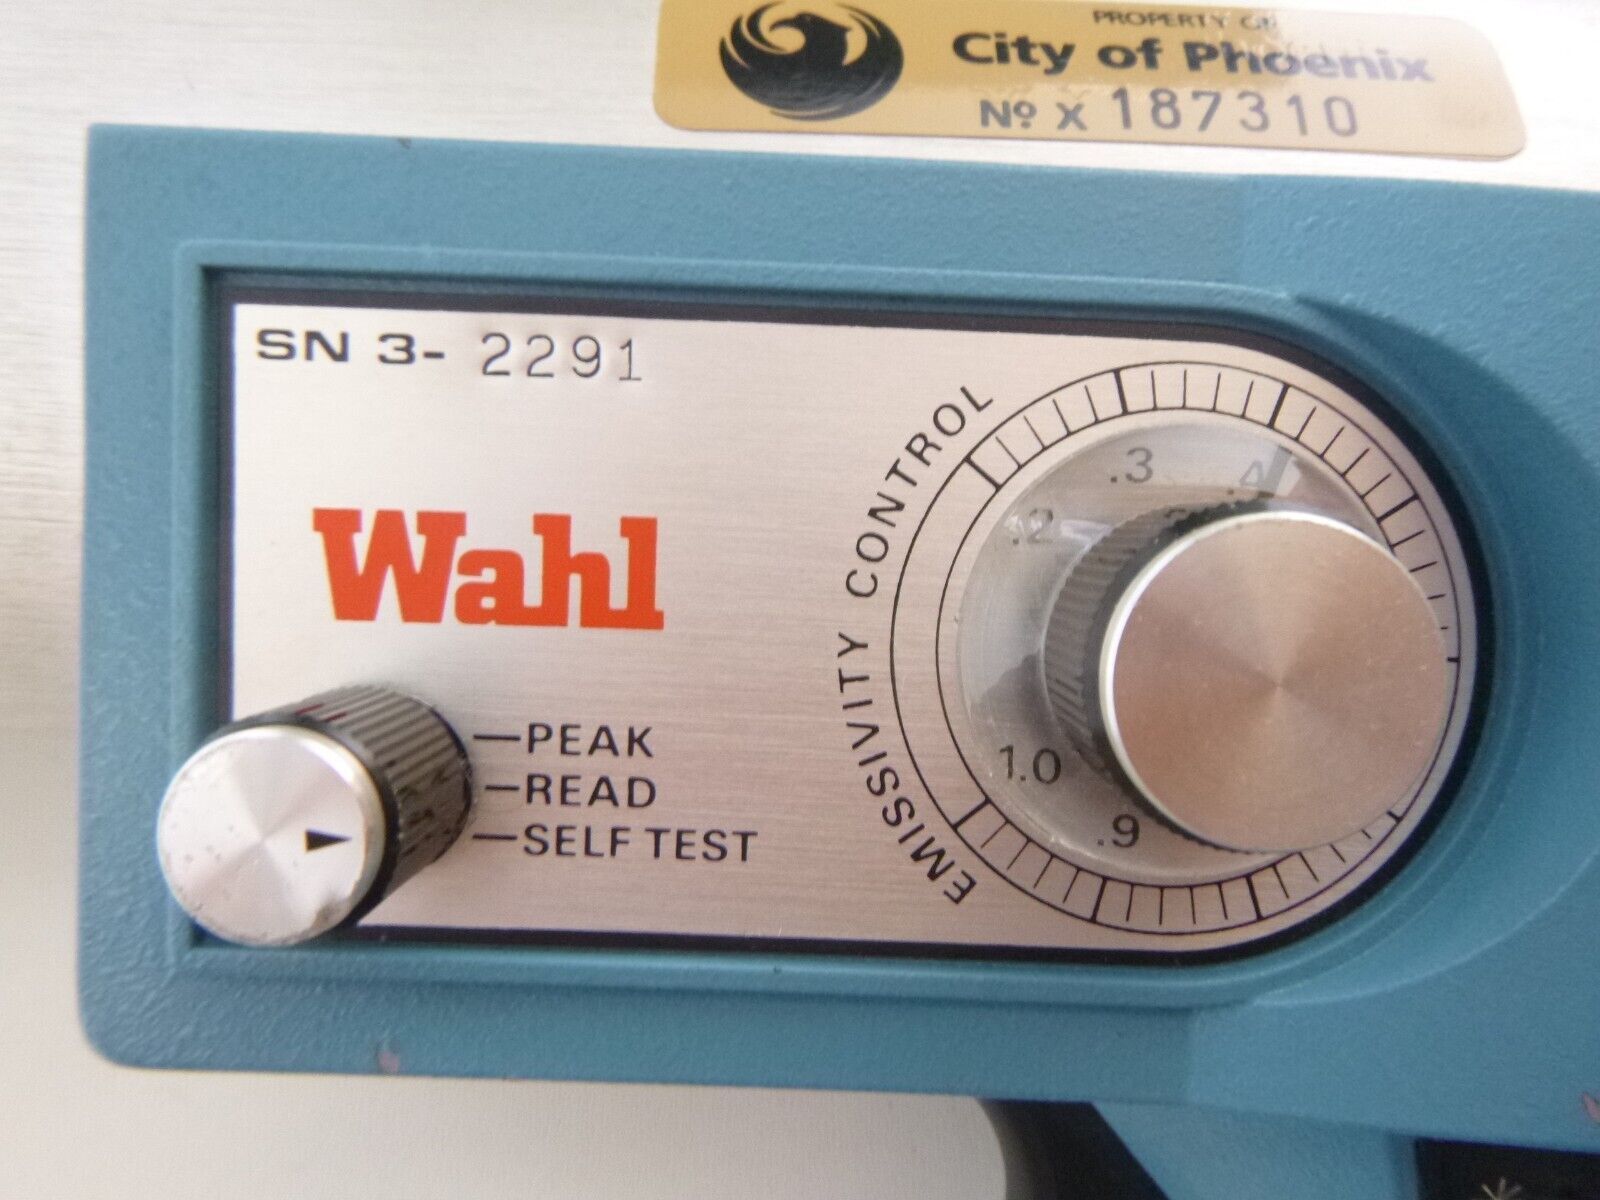 PROPERTY OF
City of Phoenix
Nº X 187310
SN 3- 2291
Wahl
PEAK
READ
SELF TEST
EMISSIVITY CONTROL
.2
.3
.4
1.0
.9